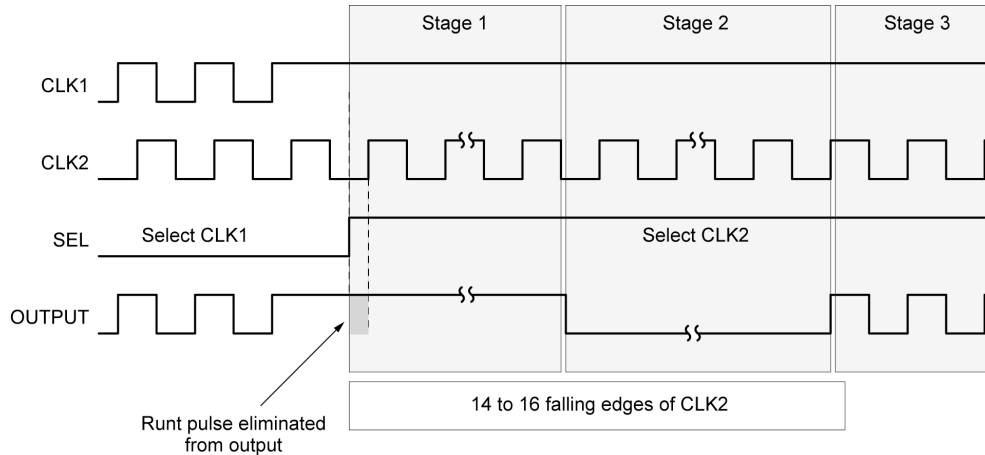 Stage 1
Stage 2
Stage 3
CLK1
CLK2
SEL
Select CLK1
Select CLK2
OUTPUT
14 to 16 falling edges of CLK2
Runt pulse eliminated
from output